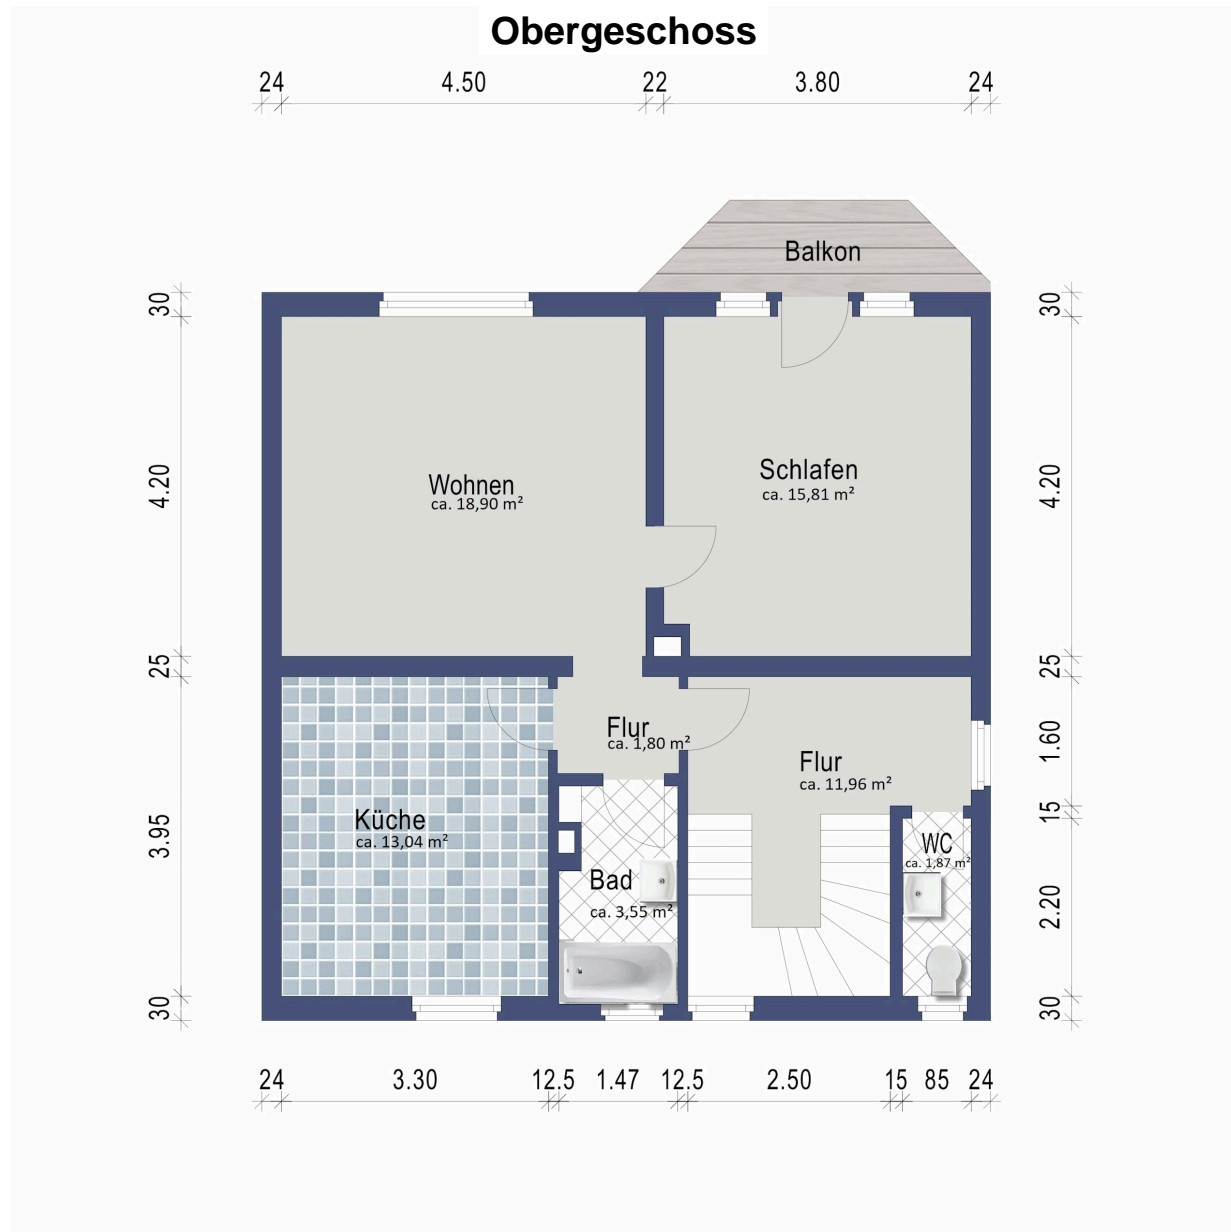 Obergeschoss
24 4.50 22 3.80 24
Balkon
30 30
Wohnen
ca. 18,90 m²
Schlafen
ca. 15,81 m²
4.20 4.20
25 25
Flur
ca. 1,80 m²
1.60
Flur
ca. 11,96 m²
15
Küche
ca. 13,04 m²
3.95
WC
ca. 1,87 m²
Bad
ca. 3,55 m²
2.20
30 30
24 3.30 12.5 1.47 12.5 2.50 15 85 24